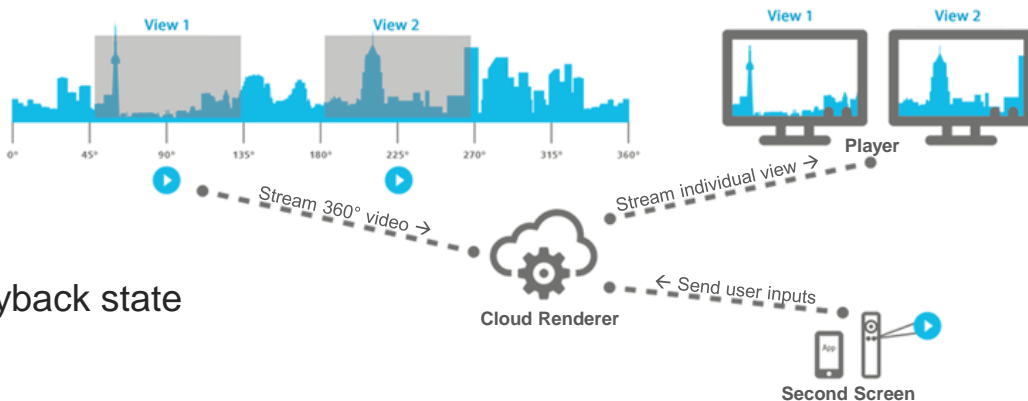 View 1
View 2
0°
45°
90°
135°
180°
225°
270°
315°
360°
View 1
View 2
Player
Stream 360° video →
Stream individual view →
← Send user inputs
Cloud Renderer
yback state
App
Second Screen